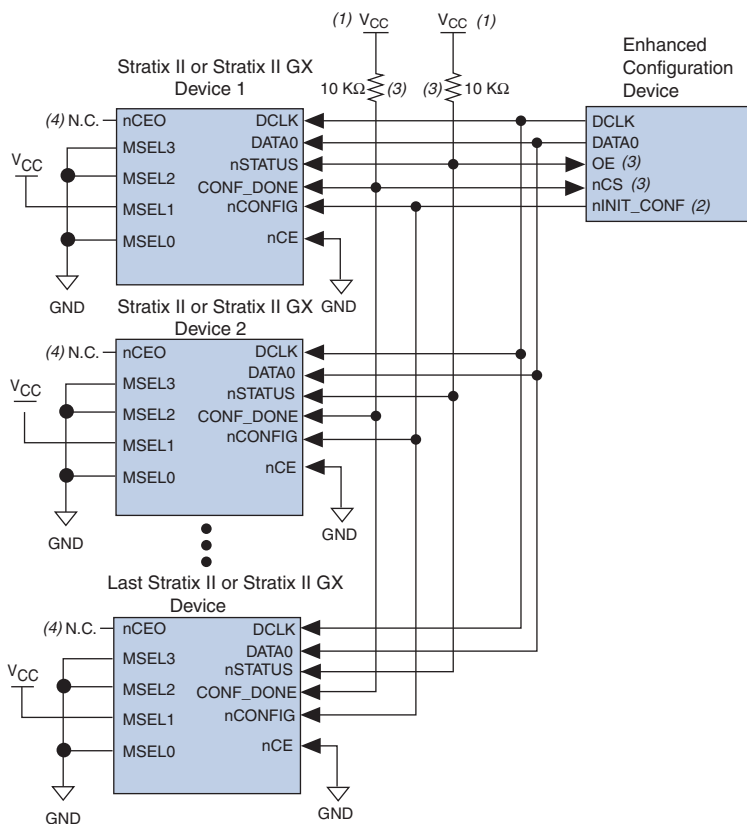 (1) VCC VCC (1)
10 KΩ (3) (3) 10 KΩ
Enhanced
Configuration
Device
DCLK
DATA0
OE (3)
nCS (3)
nINIT_CONF (2)
Stratix II or Stratix II GX
Device 1
(4) N.C. nCEO DCLK
MSEL3 DATA0
VCC
MSEL2 nSTATUS
CONF_DONE
MSEL1 nCONFIG
MSEL0 nCE
GND GND
Stratix II or Stratix II GX
Device 2
(4) N.C. nCEO DCLK
MSEL3 DATA0
VCC
nSTATUS
MSEL2 CONF_DONE
MSEL1 nCONFIG
MSEL0 nCE
GND GND
Last Stratix II or Stratix II GX
Device
(4) N.C. nCEO DCLK
MSEL3 DATA0
VCC
nSTATUS
MSEL2 CONF_DONE
MSEL1 nCONFIG
MSEL0 nCE
GND GND